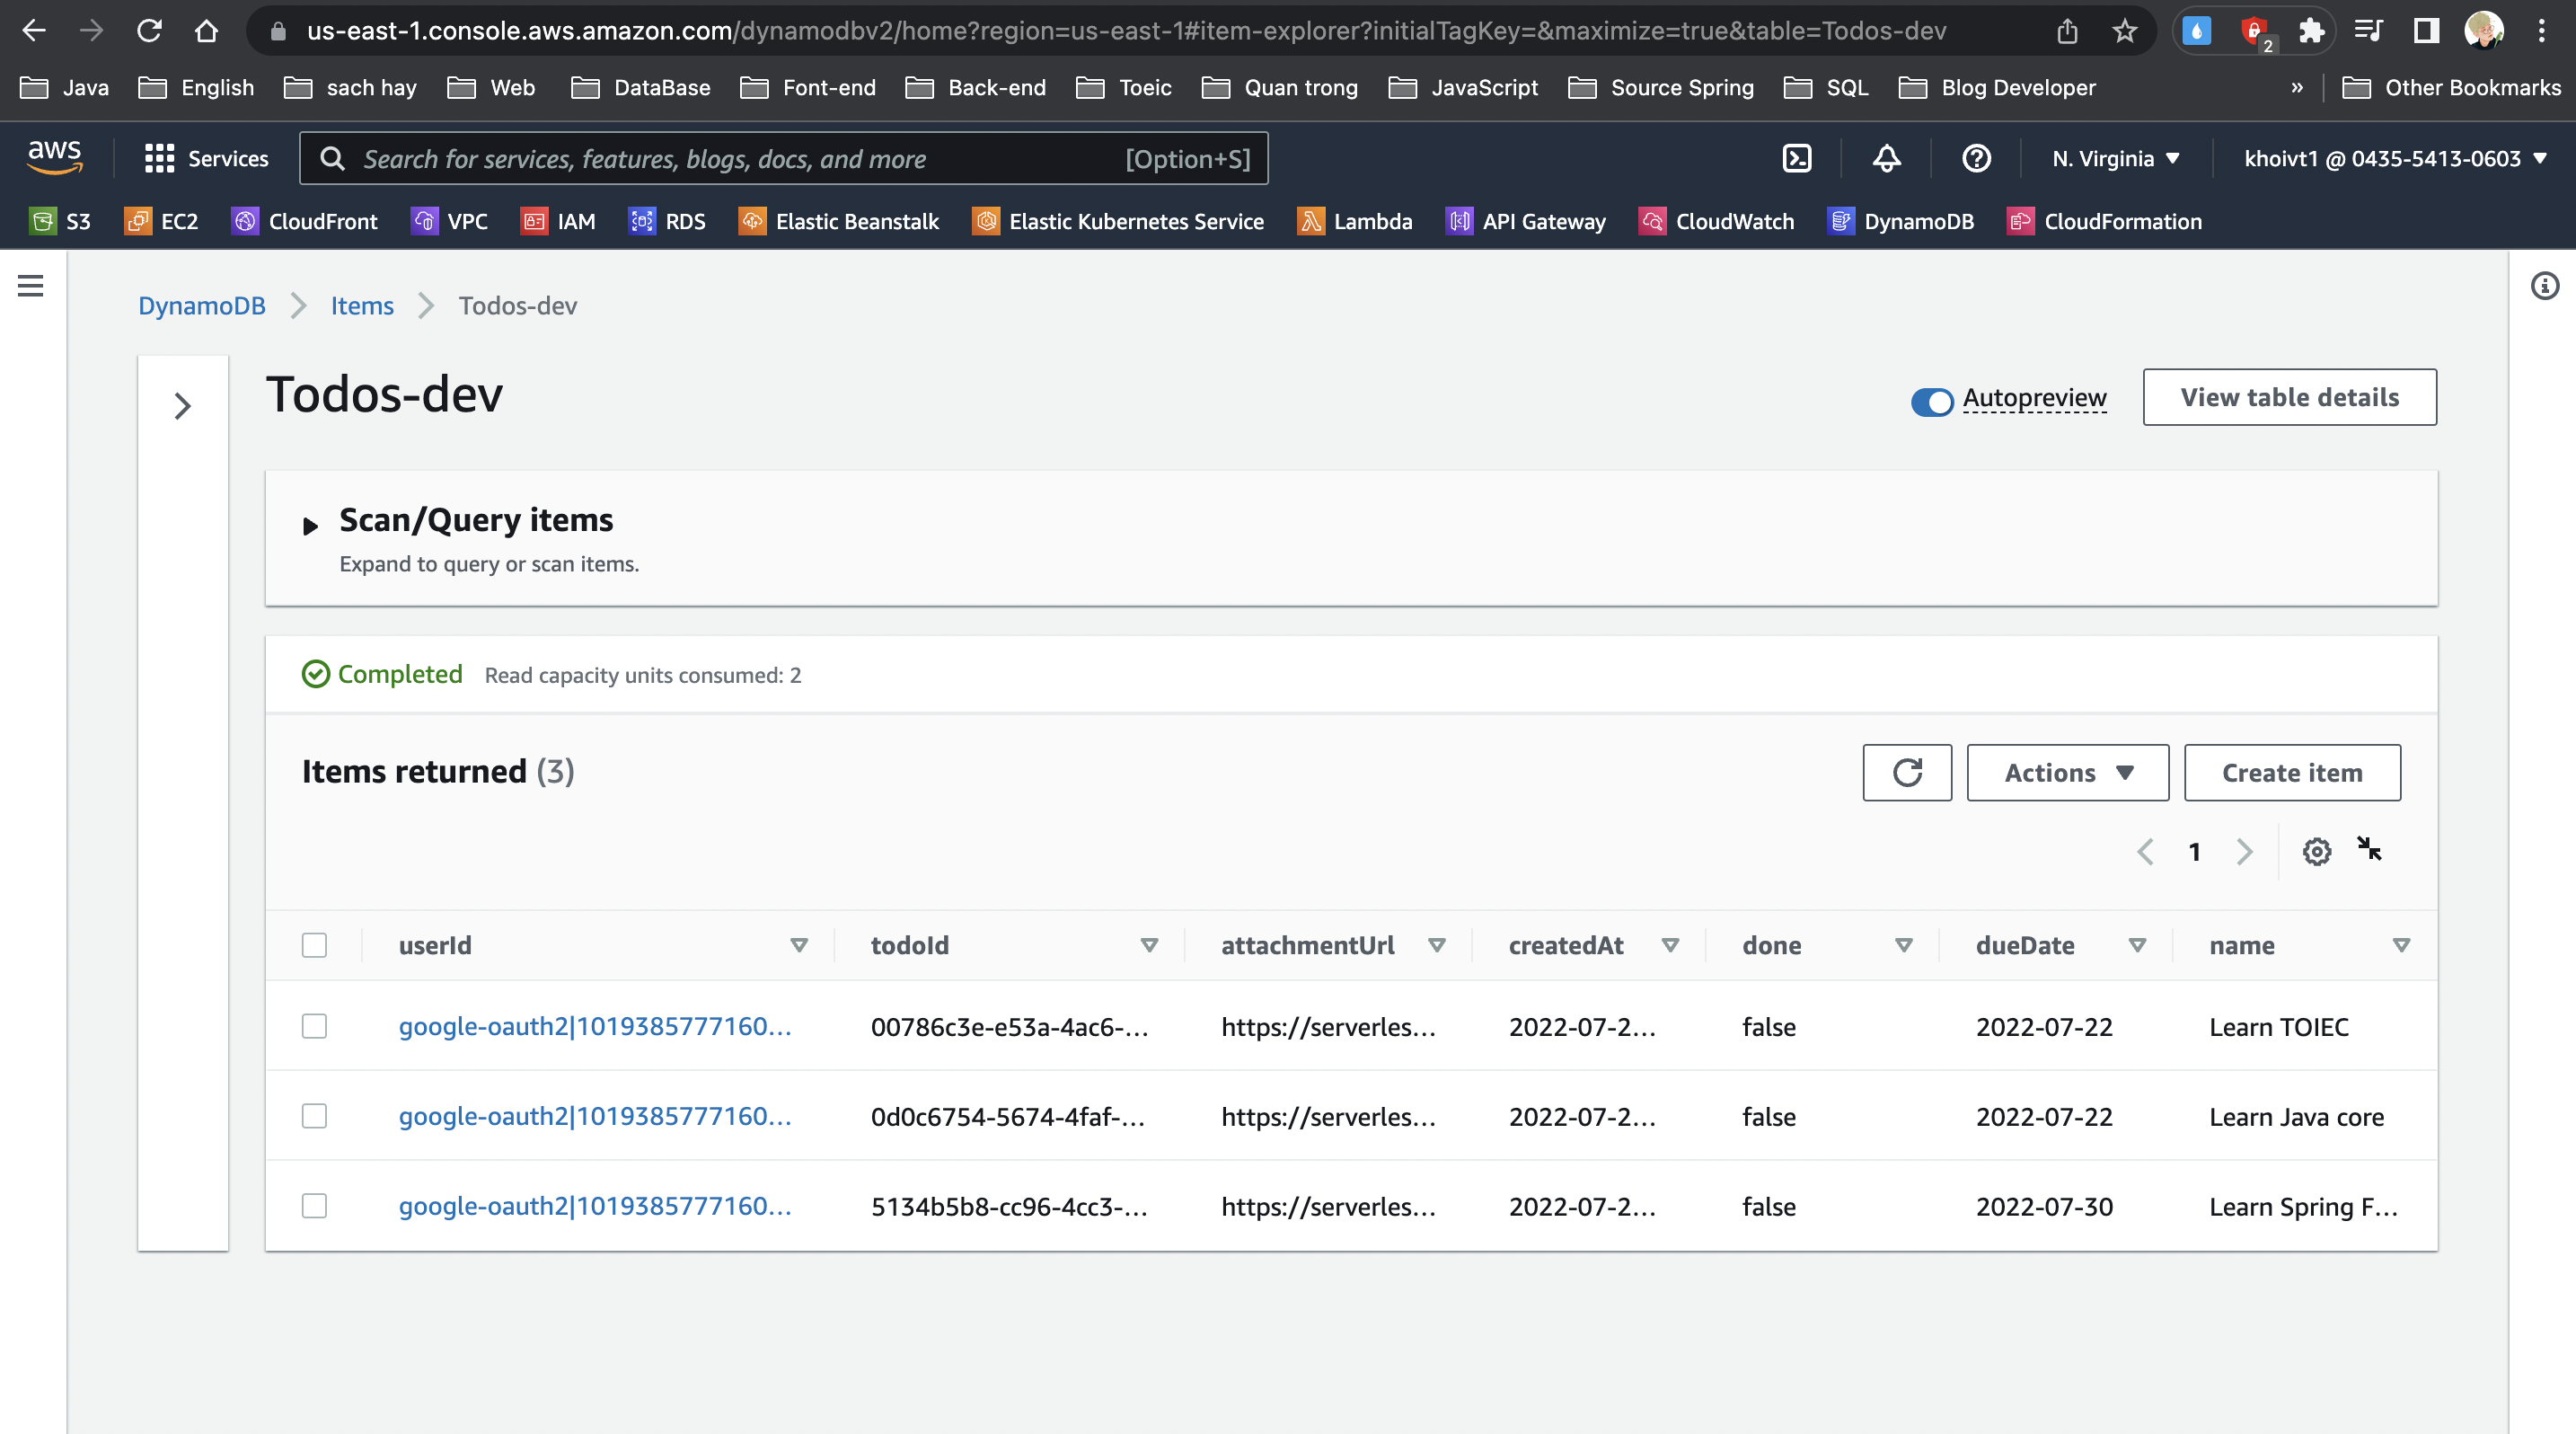 us-east-1.console.aws.amazon.com/dynamodbv2/home?region=us-east-1#item-explorer?initialTagKey=&maximize=true&table=Todos-dev 2
Java English sach hay Web DataBase Font-end Back-end Toeic Quan trong JavaScript Source Spring SQL Blog Developer » Other Bookmarks
aws Services Search for services, features, blogs, docs, and more [Option+S] N. Virginia khoivt1 @ 0435-5413-0603
S3 EC2 CloudFront VPC IAM RDS Elastic Beanstalk Elastic Kubernetes Service Lambda API Gateway CloudWatch DynamoDB CloudFormation
DynamoDB Items Todos-dev
Todos-dev Autopreview View table details
Scan/Query items
Expand to query or scan items.
Completed Read capacity units consumed: 2
Items returned (3) Actions Create item
1
userId todoId attachmentUrl createdAt done dueDate name
google-oauth2|1019385777160... 00786c3e-e53a-4ac6-... https://serverles... 2022-07-2... false 2022-07-22 Learn TOIEC
google-oauth2|1019385777160... 0d0c6754-5674-4faf-... https://serverles... 2022-07-2... false 2022-07-22 Learn Java core
google-oauth2|1019385777160... 5134b5b8-cc96-4cc3-... https://serverles... 2022-07-2... false 2022-07-30 Learn Spring F...